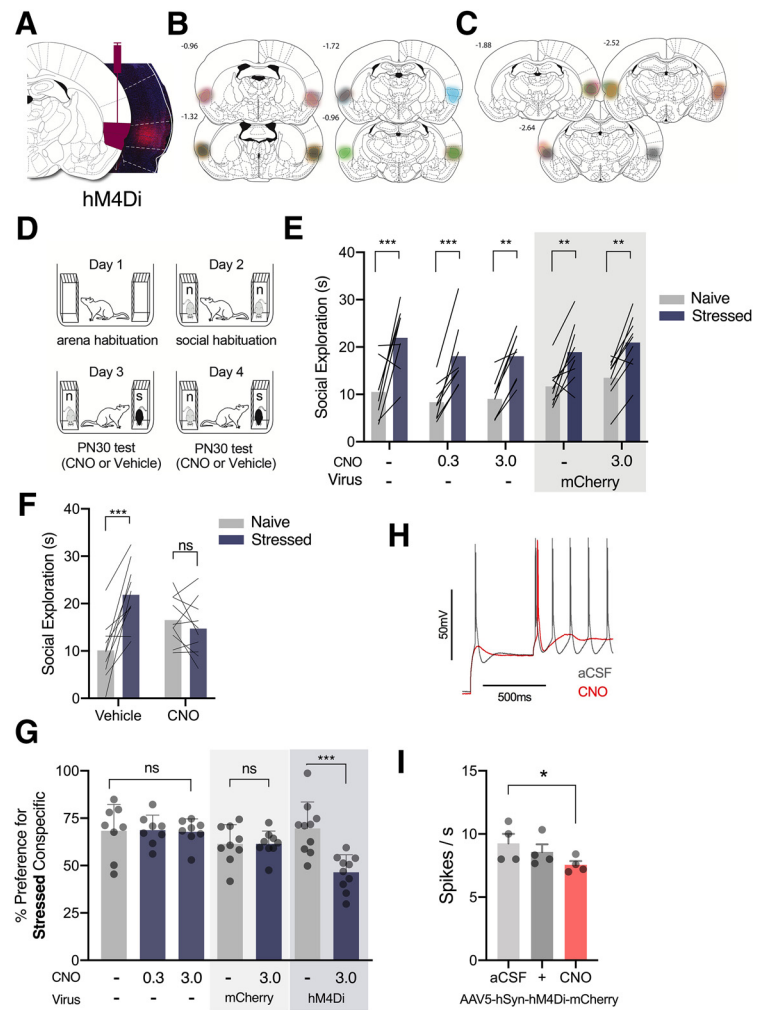 A
hM4Di
B
-0.96
-1.72
-1.32
-0.96
C
-1.88
-2.52
-2.64
D
Day 1
n
Day 2
n
arena habituation
social habituation
n
Day 3
s
n
Day 4
s
PN30 test
(CNO or Vehicle)
PN30 test
(CNO or Vehicle)
E
Social Exploration (s)
40
30
20
10
0
***
***
**
**
**
Naive
Stressed
CNO - 0.3 3.0 - 3.0
Virus - - mCherry
F
Social Exploration (s)
40
30
20
10
0
***
ns
Naive
Stressed
Vehicle CNO
G
% Preference for
Stressed Conspecific
100
75
50
25
0
ns
ns
***
CNO - 0.3 3.0 - 3.0 - 3.0
Virus - - - mCherry hM4Di
H
50mV
500ms
aCSF
CNO
I
Spikes / s
15
10
5
0
*
aCSF + CNO
AAV5-hSyn-hM4Di-mCherry